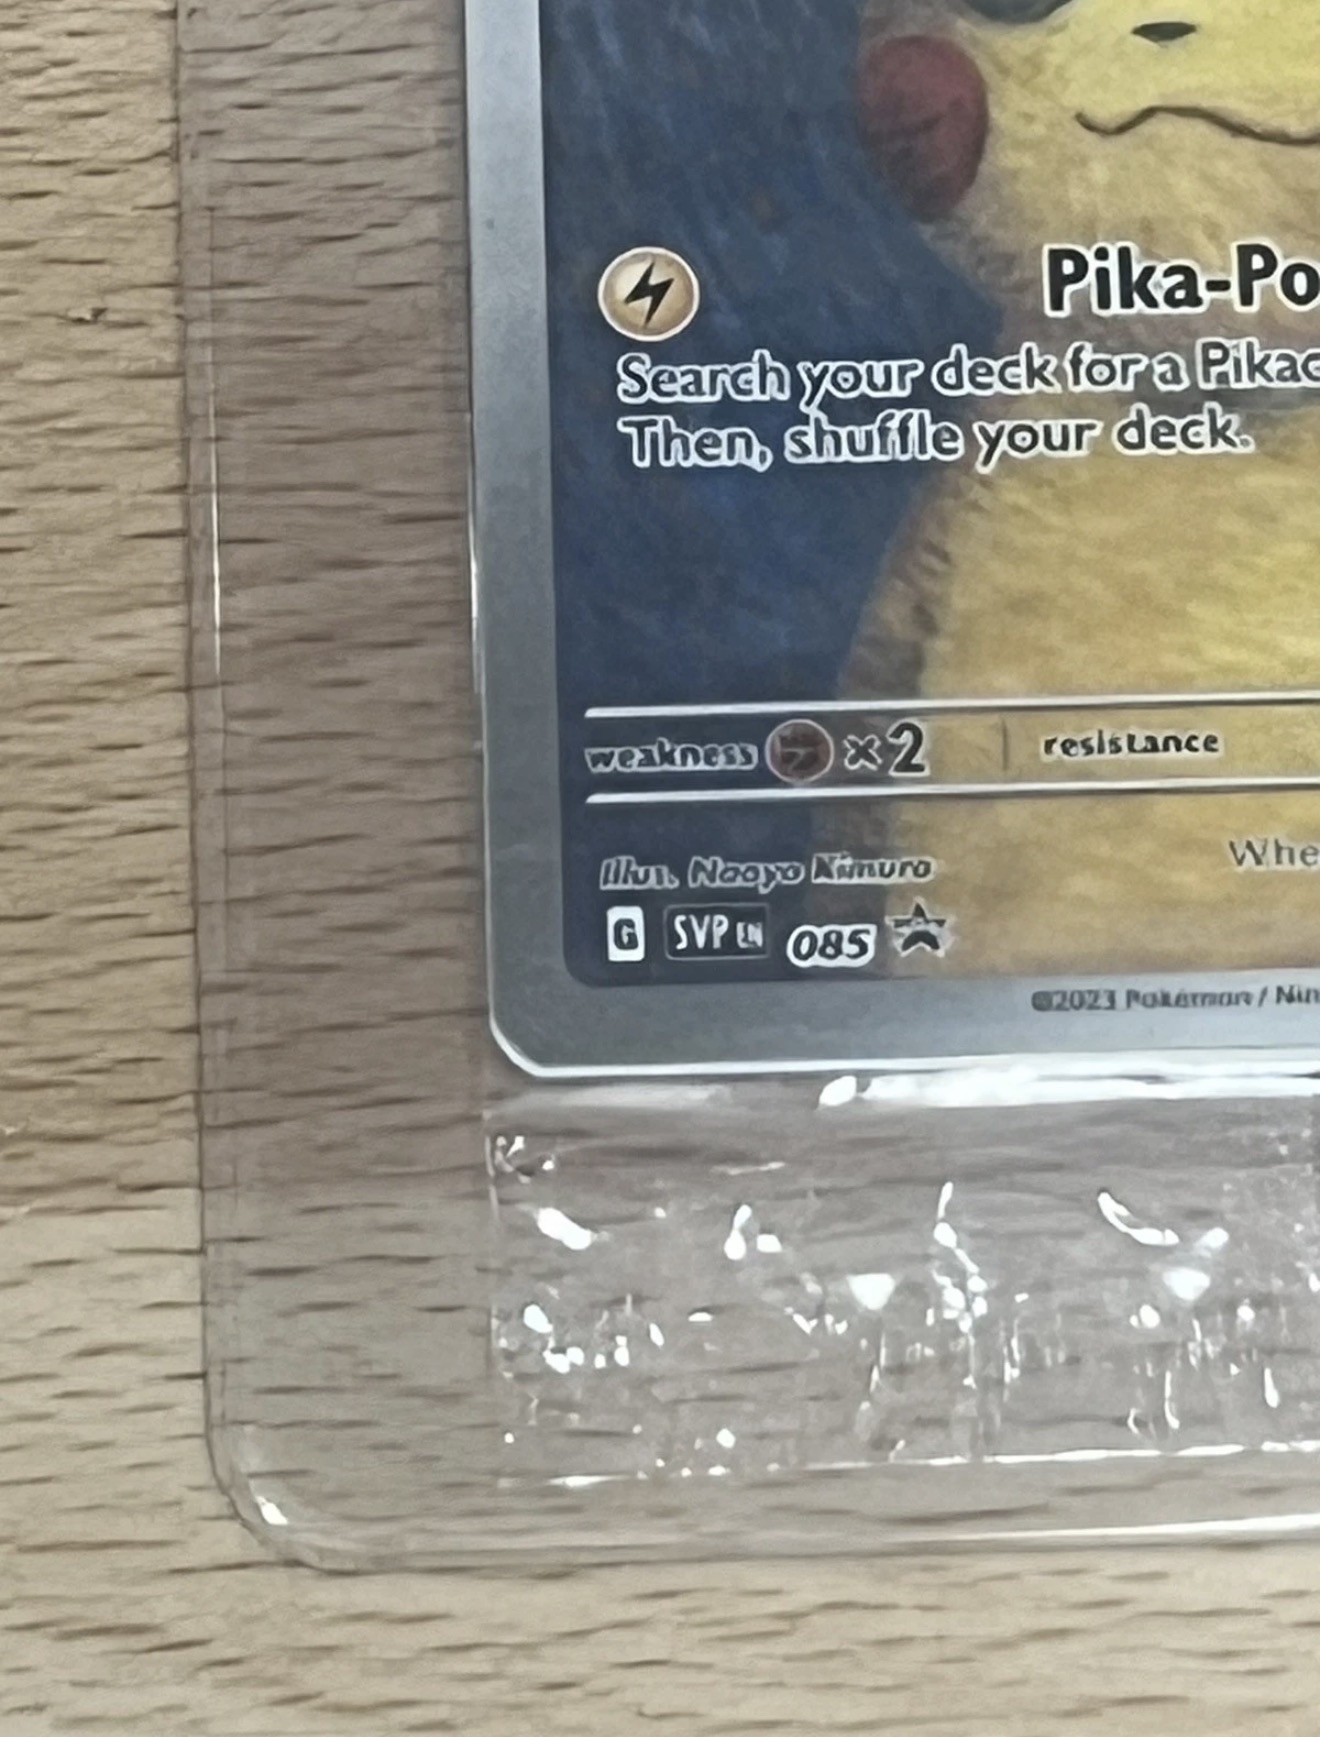 Pika-Po
Search your deck for a Pikac
Then, shuffle your deck.
weakness ×2 resistance
Illus. Naoyo Kimura
Whe
G SVP EN 085
©2023 Pokémon / Nin